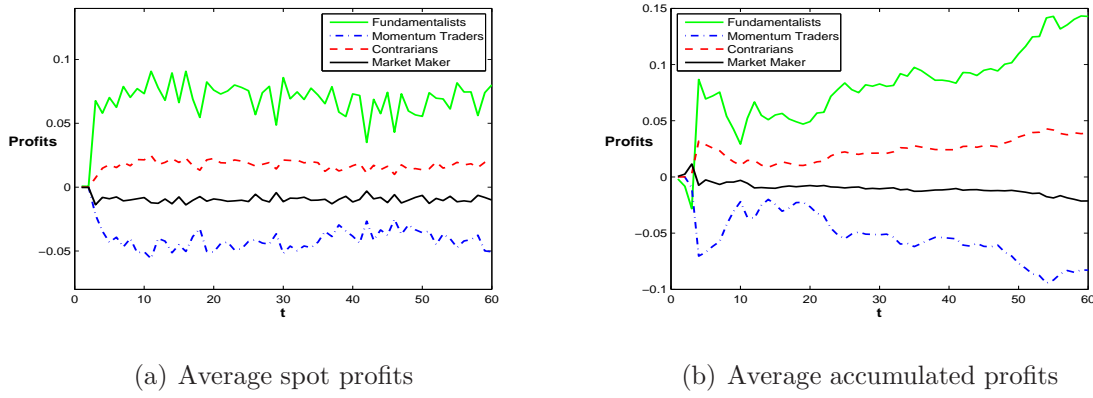 Fundamentalists
Momentum Traders
Contrarians
Market Maker
0.1
0.05
Profits
0
−0.05
0 10 20 30 40 50 60
t
(a) Average spot profits
0.15
Fundamentalists
Momentum Traders
Contrarians
Market Maker
0.1
0.05
Profits
0
−0.05
−0.1
0 10 20 30 40 50 60
t
(b) Average accumulated profits